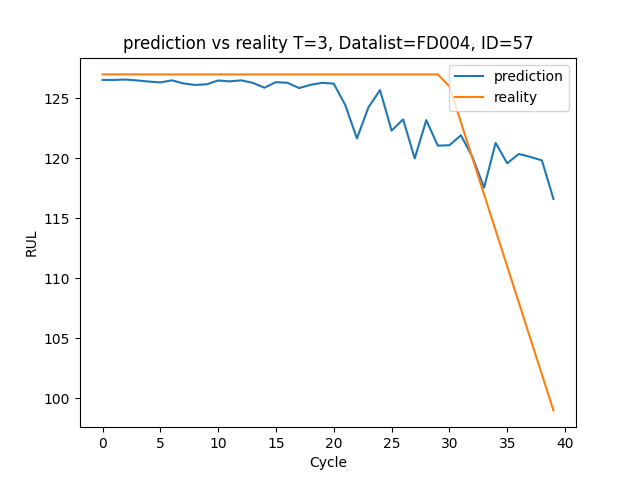 prediction vs reality T=3, Datalist=FD004, ID=57
prediction
reality
RUL
125
120
115
110
105
100
0 5 10 15 20 25 30 35 40
Cycle